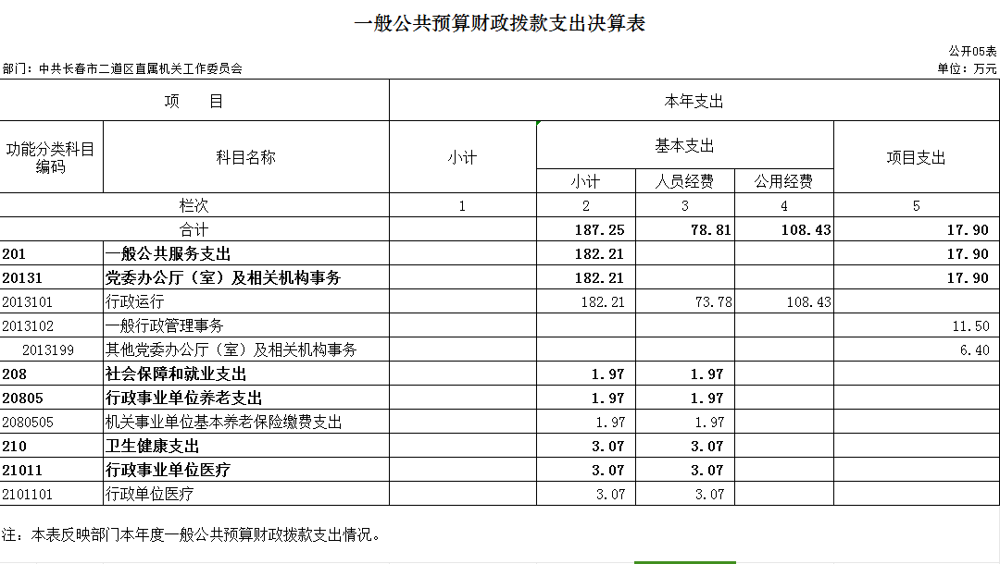 一般公共预算财政拨款支出决算表
公开05表
部门：中共长春市二道区直属机关工作委员会 单位：万元
项 目 本年支出
功能分类科目编码 科目名称 小计 基本支出 项目支出
小计 人员经费 公用经费
栏次 1 2 3 4 5
合计 187.25 78.81 108.43 17.90
201 一般公共服务支出 182.21 17.90
20131 党委办公厅（室）及相关机构事务 182.21 17.90
2013101 行政运行 182.21 73.78 108.43
2013102 一般行政管理事务 11.50
2013199 其他党委办公厅（室）及相关机构事务 6.40
208 社会保障和就业支出 1.97 1.97
20805 行政事业单位养老支出 1.97 1.97
2080505 机关事业单位基本养老保险缴费支出 1.97 1.97
210 卫生健康支出 3.07 3.07
21011 行政事业单位医疗 3.07 3.07
2101101 行政单位医疗 3.07 3.07
注：本表反映部门本年度一般公共预算财政拨款支出情况。